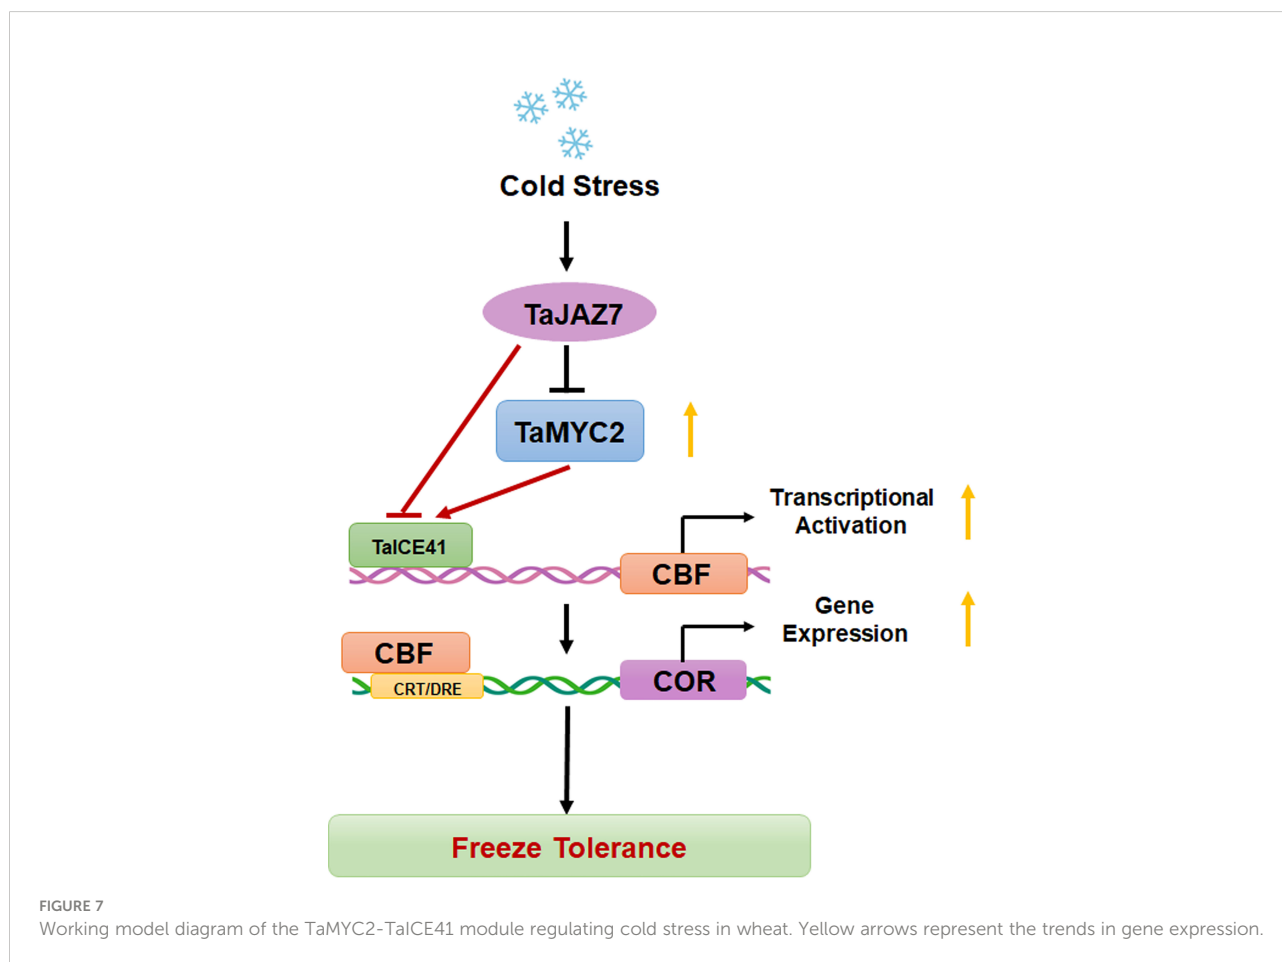 Cold Stress
TaJAZ7
TaMYC2
Transcriptional
Activation
TaICE41
CBF
Gene
Expression
CBF
CRT/DRE
COR
Freeze Tolerance
FIGURE 7
Working model diagram of the TaMYC2-TaICE41 module regulating cold stress in wheat. Yellow arrows represent the trends in gene expression.